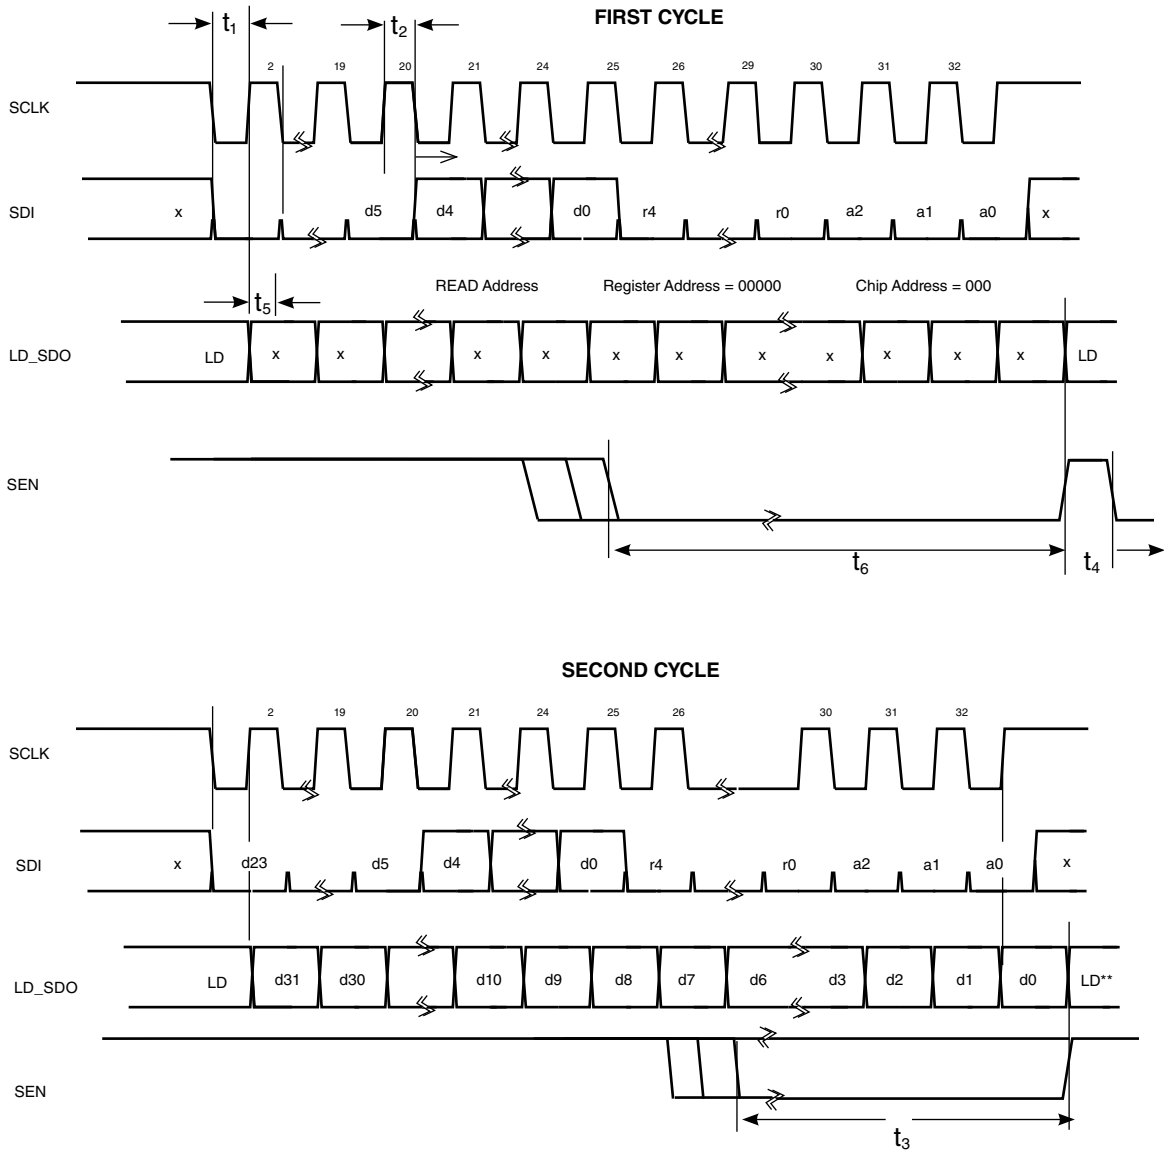 FIRST CYCLE
t1 t2
2 19 20 21 24 25 26 29 30 31 32
SCLK
SDI x d5 d4 d0 r4 r0 a2 a1 a0 x
READ Address Register Address = 00000 Chip Address = 000
t5
LD_SDO LD x x x x x x x x x x x LD
SEN
t6 t4
SECOND CYCLE
2 19 20 21 24 25 26 30 31 32
SCLK
SDI x d23 d5 d4 d0 r4 r0 a2 a1 a0 x
LD_SDO LD d31 d30 d10 d9 d8 d7 d6 d3 d2 d1 d0 LD**
SEN
t3